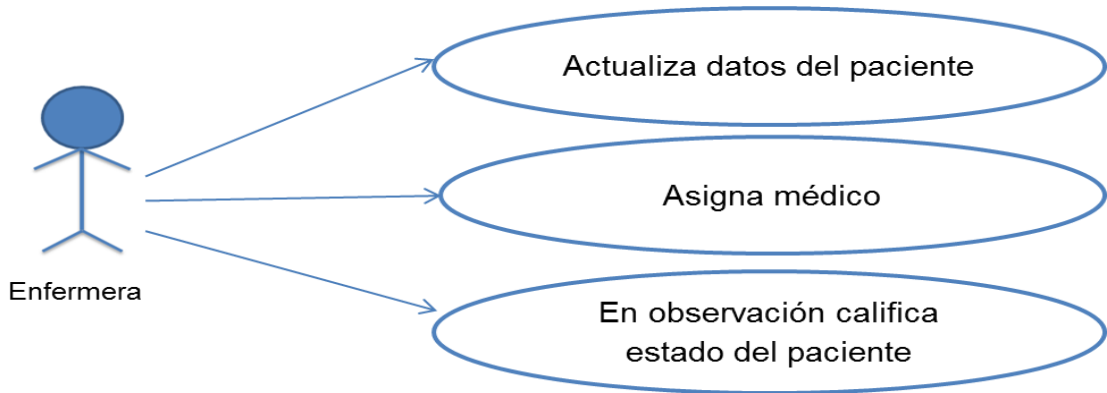 Actualiza datos del paciente
Asigna médico
Enfermera
En observación califica
estado del paciente